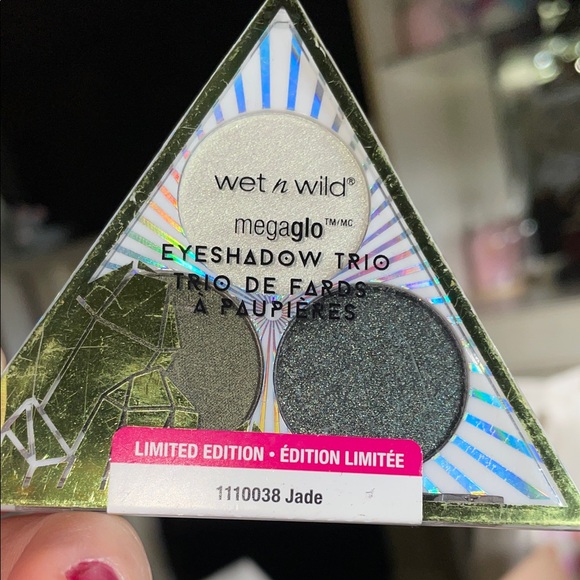 wet n wild®
megaglo™/MC
EYESHADOW TRIO
TRIO DE FARDS
À PAUPIÈRES
LIMITED EDITION • ÉDITION LIMITÉE
1110038 Jade